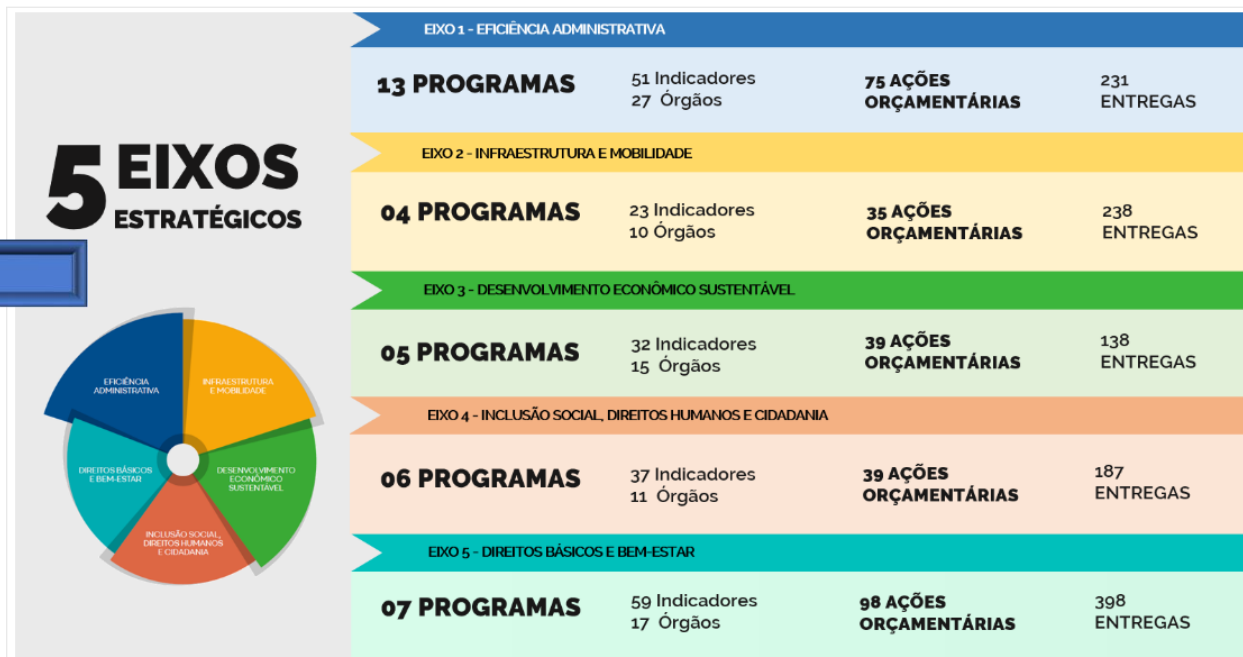 5 EIXOS
ESTRATÉGICOS
EFICIÊNCIA
ADMINISTRATIVA
INFRAESTRUTURA
E MOBILIDADE
DIREITOS BÁSICOS
E BEM-ESTAR
DESENVOLVIMENTO
ECONÔMICO
SUSTENTÁVEL
INCLUSÃO SOCIAL,
DIREITOS HUMANOS
E CIDADANIA
EIXO 1 - EFICIÊNCIA ADMINISTRATIVA
13 PROGRAMAS
51 Indicadores
27 Órgãos
75 AÇÕES
ORÇAMENTÁRIAS
231
ENTREGAS
EIXO 2 - INFRAESTRUTURA E MOBILIDADE
04 PROGRAMAS
23 Indicadores
10 Órgãos
35 AÇÕES
ORÇAMENTÁRIAS
238
ENTREGAS
EIXO 3 - DESENVOLVIMENTO ECONÔMICO SUSTENTÁVEL
05 PROGRAMAS
32 Indicadores
15 Órgãos
39 AÇÕES
ORÇAMENTÁRIAS
138
ENTREGAS
EIXO 4 - INCLUSÃO SOCIAL, DIREITOS HUMANOS E CIDADANIA
06 PROGRAMAS
37 Indicadores
11 Órgãos
39 AÇÕES
ORÇAMENTÁRIAS
187
ENTREGAS
EIXO 5 - DIREITOS BÁSICOS E BEM-ESTAR
07 PROGRAMAS
59 Indicadores
17 Órgãos
98 AÇÕES
ORÇAMENTÁRIAS
398
ENTREGAS